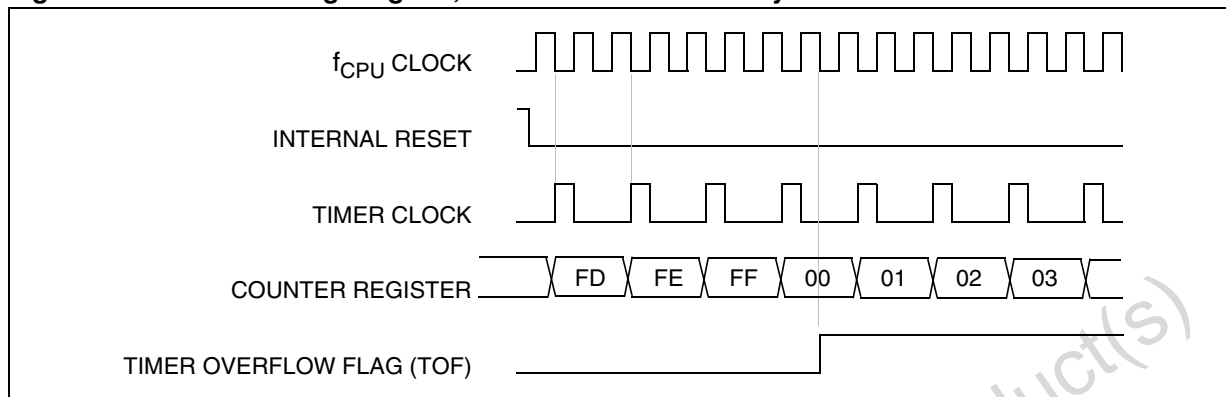 fCPU CLOCK
INTERNAL RESET
TIMER CLOCK
COUNTER REGISTER
FD FE FF 00 01 02 03
TIMER OVERFLOW FLAG (TOF)
duct(s)